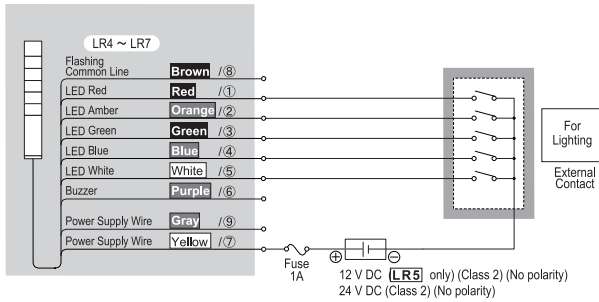 LR4 ~ LR7
Flashing
Common Line Brown /⑧
LED Red Red /①
LED Amber Orange /②
LED Green Green /③
LED Blue Blue /④
LED White White /⑤
Buzzer Purple /⑥
Power Supply Wire Gray /⑨
Power Supply Wire Yellow /⑦
For
Lighting
External
Contact
Fuse
1A
⊕ ⊖
12 V DC (LR5 only) (Class 2) (No polarity)
24 V DC (Class 2) (No polarity)